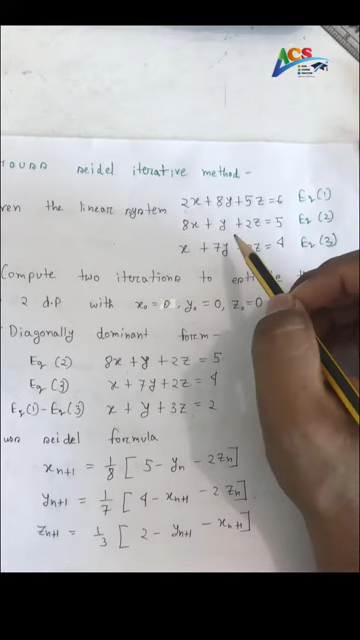 ACS
seidel iterative method -
the linear system 2x + 8y + 5z = 6 Eq (1)
8x + y + 2z = 5 Eq (2)
x + 7y z = 4 Eq (3)
Compute two iterations to
2 d.p with x₀ = 0, y₀ = 0, z₀ = 0
Diagonally dominant form -
Eq (2) 8x + y + 2z = 5
Eq (3) x + 7y + 2z = 4
Eq (1) - Eq (3) x + y + 3z = 2
seidel formula
xn+1 = 1/8 [ 5 - yn - 2zn ]
yn+1 = 1/7 [ 4 - xn+1 - 2zn ]
zn+1 = 1/3 [ 2 - yn+1 - xn+1 ]